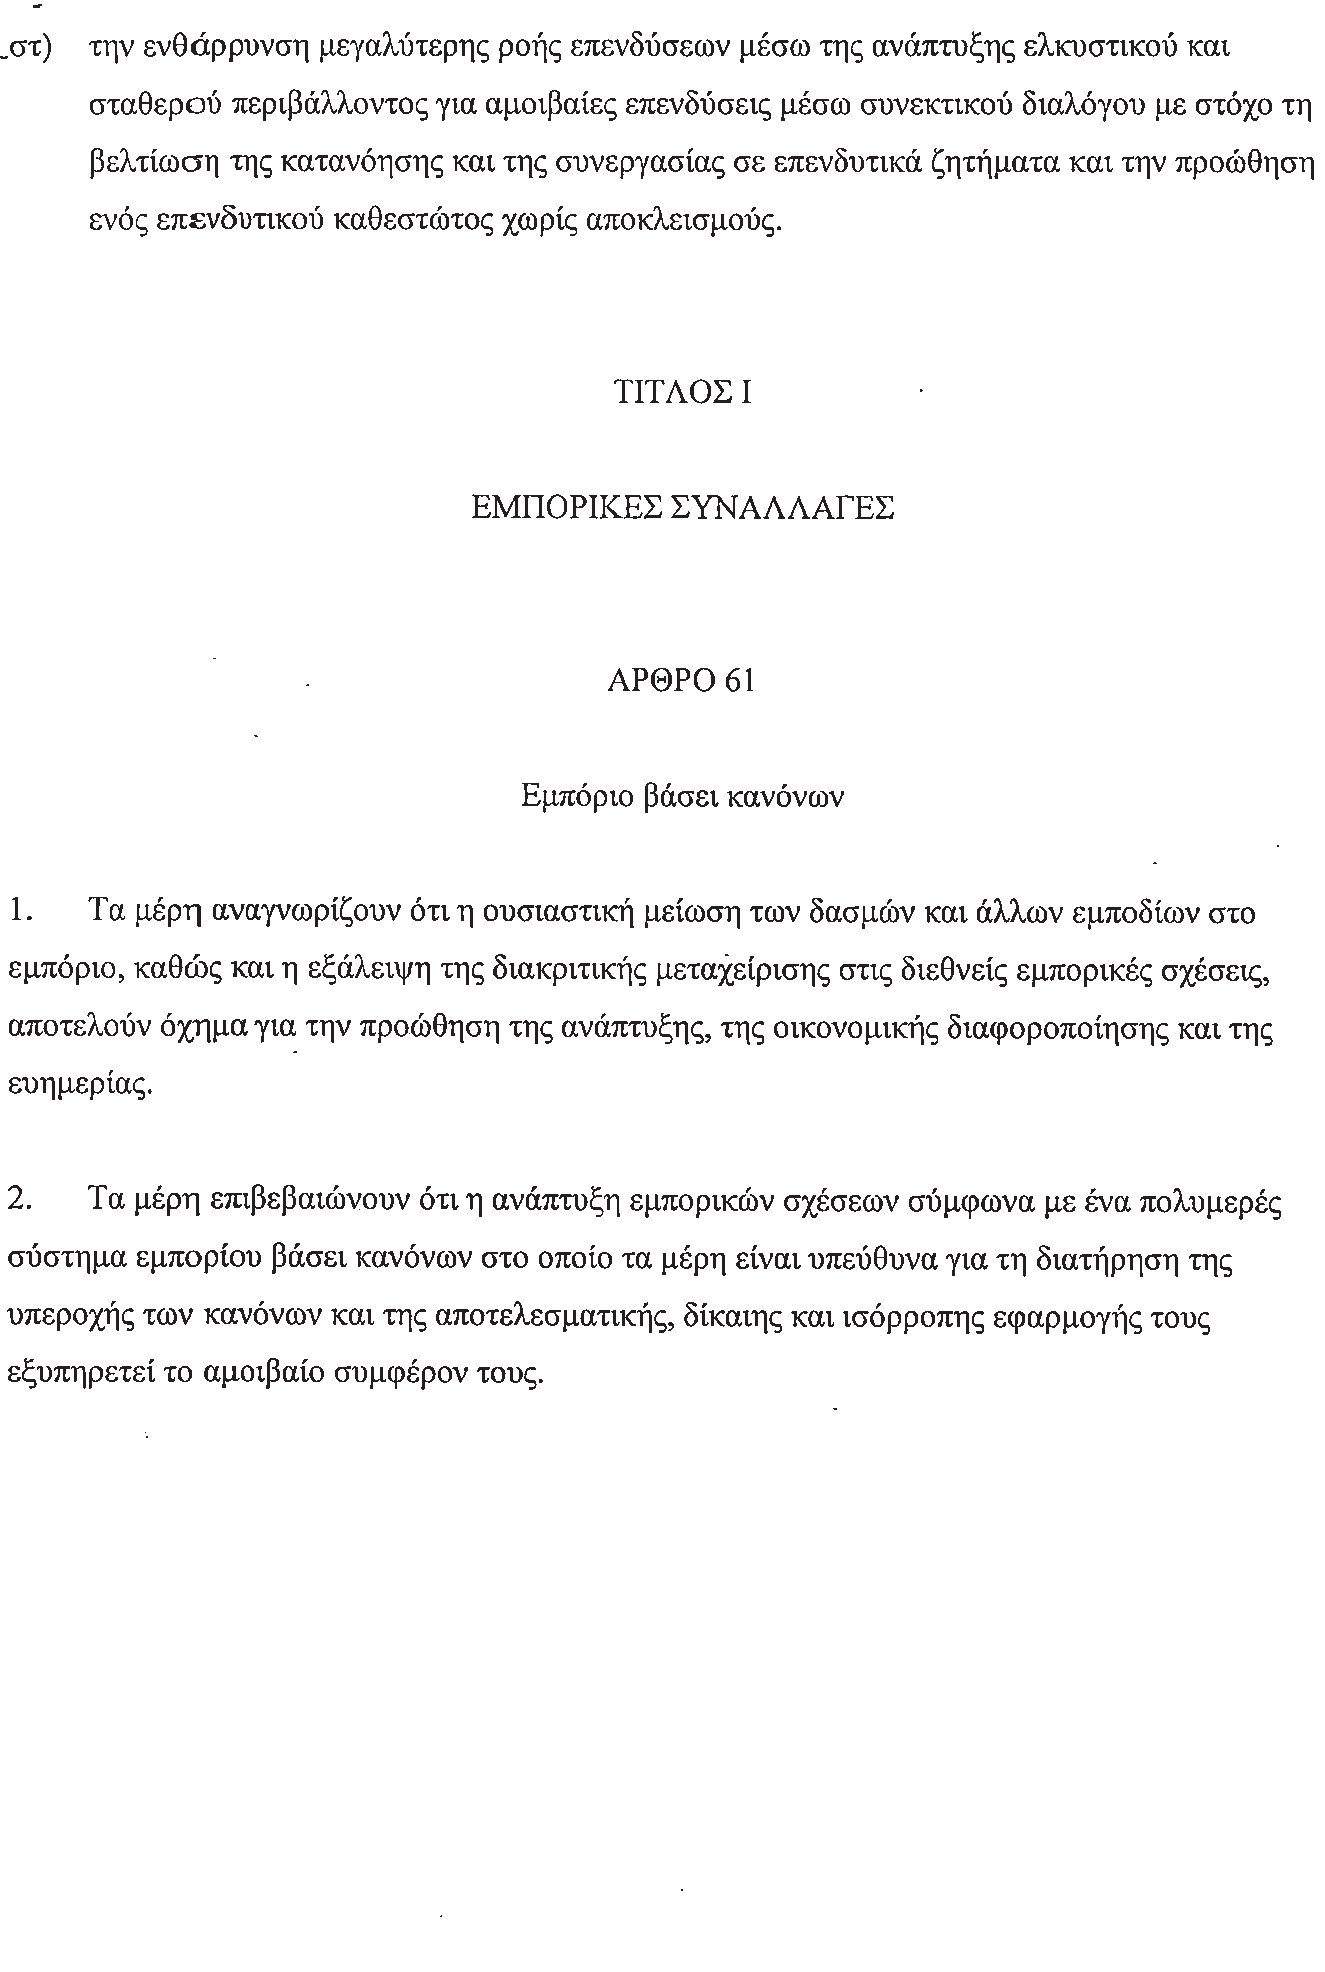 στ) την ενθάρρυνση μεγαλύτερης ροής επενδύσεων μέσω της ανάπτυξης ελκυστικού και
σταθερού περιβάλλοντος για αμοιβαίες επενδύσεις μέσω συνεκτικού διαλόγου με στόχο τη
βελτίωση της κατανόησης και της συνεργασίας σε επενδυτικά ζητήματα και την προώθηση
ενός επενδυτικού καθεστώτος χωρίς αποκλεισμούς.
ΤΙΤΛΟΣ Ι
ΕΜΠΟΡΙΚΕΣ ΣΥΝΑΛΛΑΓΕΣ
ΑΡΘΡΟ 61
Εμπόριο βάσει κανόνων
1. Τα μέρη αναγνωρίζουν ότι η ουσιαστική μείωση των δασμών και άλλων εμποδίων στο
εμπόριο, καθώς και η εξάλειψη της διακριτικής μεταχείρισης στις διεθνείς εμπορικές σχέσεις,
αποτελούν όχημα για την προώθηση της ανάπτυξης, της οικονομικής διαφοροποίησης και της
ευημερίας.
2. Τα μέρη επιβεβαιώνουν ότι η ανάπτυξη εμπορικών σχέσεων σύμφωνα με ένα πολυμερές
σύστημα εμπορίου βάσει κανόνων στο οποίο τα μέρη είναι υπεύθυνα για τη διατήρηση της
υπεροχής των κανόνων και της αποτελεσματικής, δίκαιης και ισόρροπης εφαρμογής τους
εξυπηρετεί το αμοιβαίο συμφέρον τους.